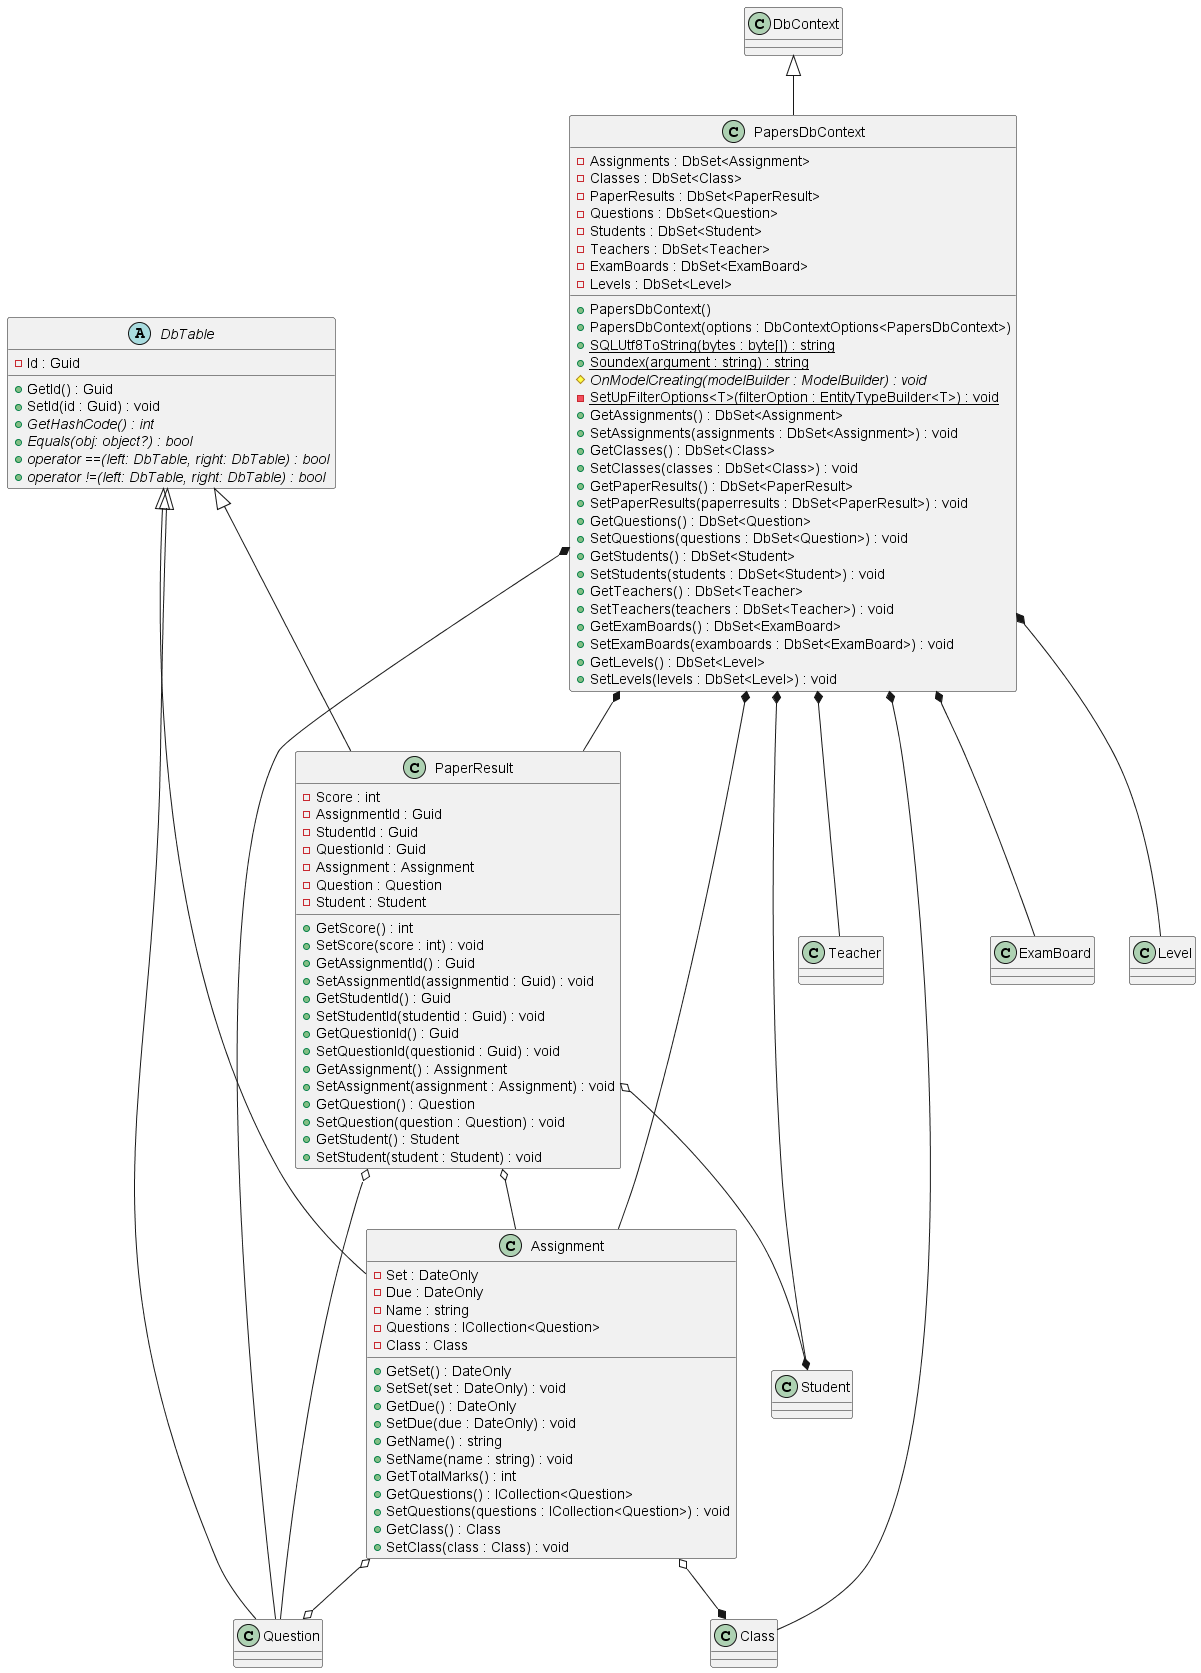 C DbContext
C PapersDbContext
Assignments : DbSet<Assignment>
Classes : DbSet<Class>
PaperResults : DbSet<PaperResult>
Questions : DbSet<Question>
Students : DbSet<Student>
Teachers : DbSet<Teacher>
ExamBoards : DbSet<ExamBoard>
Levels : DbSet<Level>
PapersDbContext()
PapersDbContext(options : DbContextOptions<PapersDbContext>)
SQLUtf8ToString(bytes : byte[]) : string
Soundex(argument : string) : string
OnModelCreating(modelBuilder : ModelBuilder) : void
SetUpFilterOptions<T>(filterOption : EntityTypeBuilder<T>) : void
GetAssignments() : DbSet<Assignment>
SetAssignments(assignments : DbSet<Assignment>) : void
GetClasses() : DbSet<Class>
SetClasses(classes : DbSet<Class>) : void
GetPaperResults() : DbSet<PaperResult>
SetPaperResults(paperresults : DbSet<PaperResult>) : void
GetQuestions() : DbSet<Question>
SetQuestions(questions : DbSet<Question>) : void
GetStudents() : DbSet<Student>
SetStudents(students : DbSet<Student>) : void
GetTeachers() : DbSet<Teacher>
SetTeachers(teachers : DbSet<Teacher>) : void
GetExamBoards() : DbSet<ExamBoard>
SetExamBoards(examboards : DbSet<ExamBoard>) : void
GetLevels() : DbSet<Level>
SetLevels(levels : DbSet<Level>) : void
A DbTable
Id : Guid
GetId() : Guid
SetId(id : Guid) : void
GetHashCode() : int
Equals(obj: object?) : bool
operator ==(left: DbTable, right: DbTable) : bool
operator !=(left: DbTable, right: DbTable) : bool
C PaperResult
Score : int
AssignmentId : Guid
StudentId : Guid
QuestionId : Guid
Assignment : Assignment
Question : Question
Student : Student
GetScore() : int
SetScore(score : int) : void
GetAssignmentId() : Guid
SetAssignmentId(assignmentid : Guid) : void
GetStudentId() : Guid
SetStudentId(studentid : Guid) : void
GetQuestionId() : Guid
SetQuestionId(questionid : Guid) : void
GetAssignment() : Assignment
SetAssignment(assignment : Assignment) : void
GetQuestion() : Question
SetQuestion(question : Question) : void
GetStudent() : Student
SetStudent(student : Student) : void
C Teacher
C ExamBoard
C Level
C Assignment
Set : DateOnly
Due : DateOnly
Name : string
Questions : ICollection<Question>
Class : Class
GetSet() : DateOnly
SetSet(set : DateOnly) : void
GetDue() : DateOnly
SetDue(due : DateOnly) : void
GetName() : string
SetName(name : string) : void
GetTotalMarks() : int
GetQuestions() : ICollection<Question>
SetQuestions(questions : ICollection<Question>) : void
GetClass() : Class
SetClass(class : Class) : void
C Student
C Question
C Class